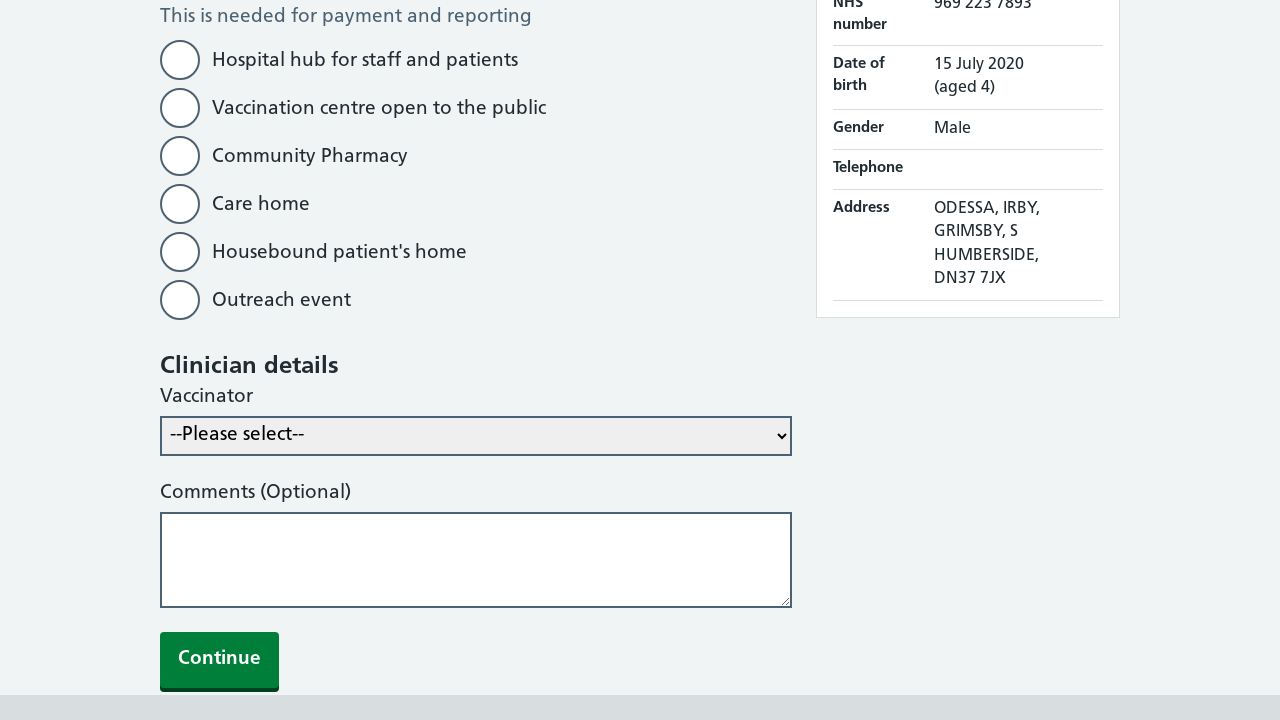 This is needed for payment and reporting
Hospital hub for staff and patients
Vaccination centre open to the public
Community Pharmacy
Care home
Housebound patient's home
Outreach event
Clinician details
Vaccinator
--Please select--
Comments (Optional)
Continue
NHS 969 223 7893
number
Date of 15 July 2020
birth (aged 4)
Gender Male
Telephone
Address ODESSA, IRBY,
GRIMSBY, S
HUMBERSIDE,
DN37 7JX